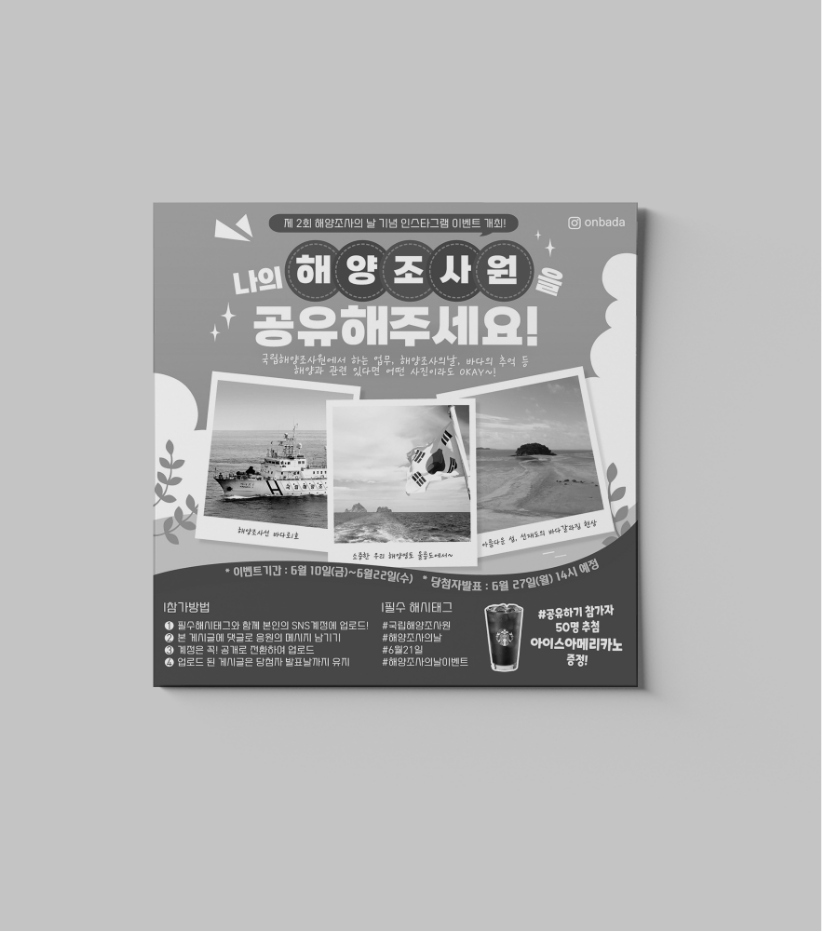 제 2회 해양조사의 날 기념 인스타그램 이벤트 개최!
onbada
나의 해양조사원을
공유해주세요!
국립해양조사원에서 하는 업무, 해양조사의날, 바다의 추억 등
해양과 관련 있다면 어떤 사진이라도 OKAY~!
해양조사선 바다로1호
소중한 우리 해양영토 울릉도에서~
아름다운 섬, 선재도의 바다갈라짐 현상
* 이벤트기간 : 6월 10일(금)~6월22일(수)
* 당첨자발표 : 6월 27일(월) 14시 예정
참가방법
1 필수해시태그와 함께 본인의 SNS계정에 업로드!
2 본 게시글에 댓글로 응원의 메시지 남기기
3 계정은 꼭! 공개로 전환하여 업로드
4 업로드 된 게시글은 당첨자 발표날까지 유지
필수 해시태그
#국립해양조사원
#해양조사의날
#6월21일
#해양조사의날이벤트
#공유하기 참가자
50명 추첨
아이스아메리카노
증정!